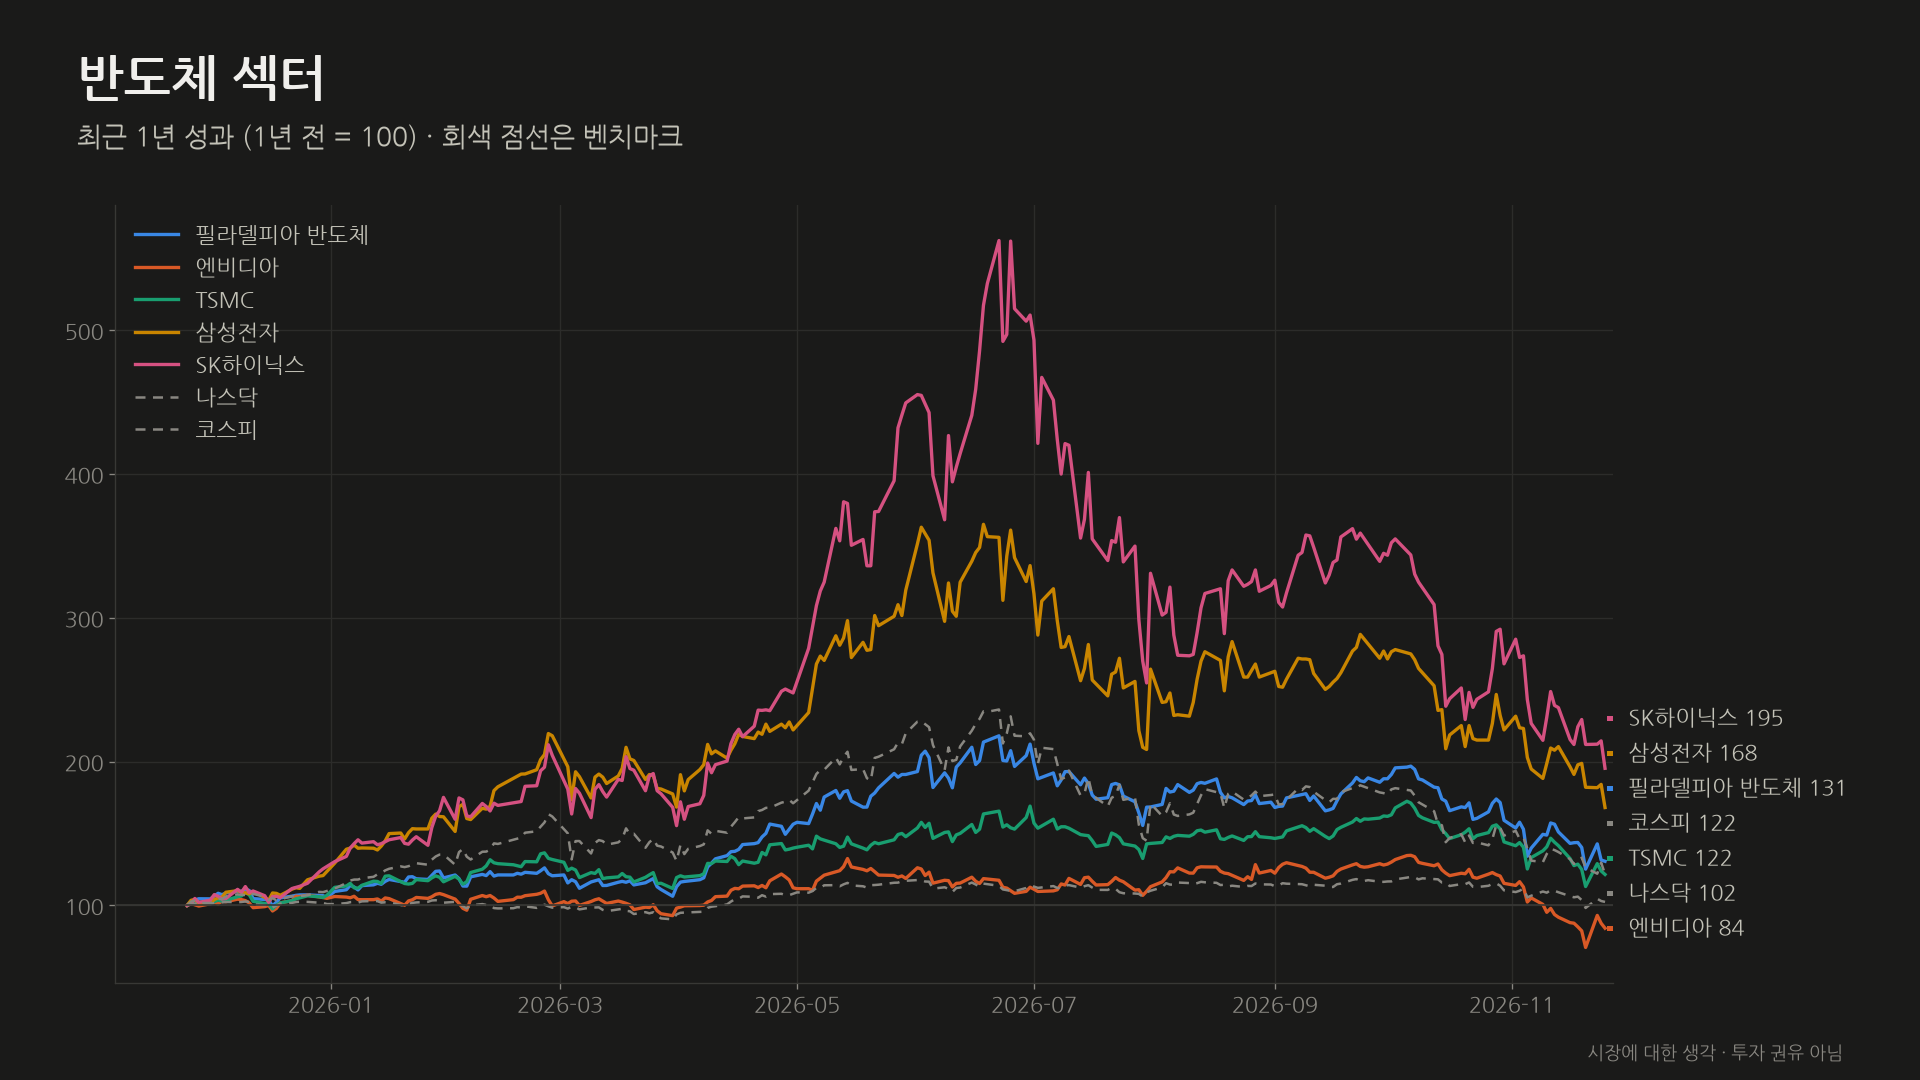 반도체 섹터
최근 1년 성과 (1년 전 = 100) · 회색 점선은 벤치마크
필라델피아 반도체
엔비디아
TSMC
삼성전자
SK하이닉스
나스닥
코스피
500
400
300
200
100
SK하이닉스 195
삼성전자 168
필라델피아 반도체 131
코스피 122
TSMC 122
나스닥 102
엔비디아 84
2026-01
2026-03
2026-05
2026-07
2026-09
2026-11
시장에 대한 생각 · 투자 권유 아님